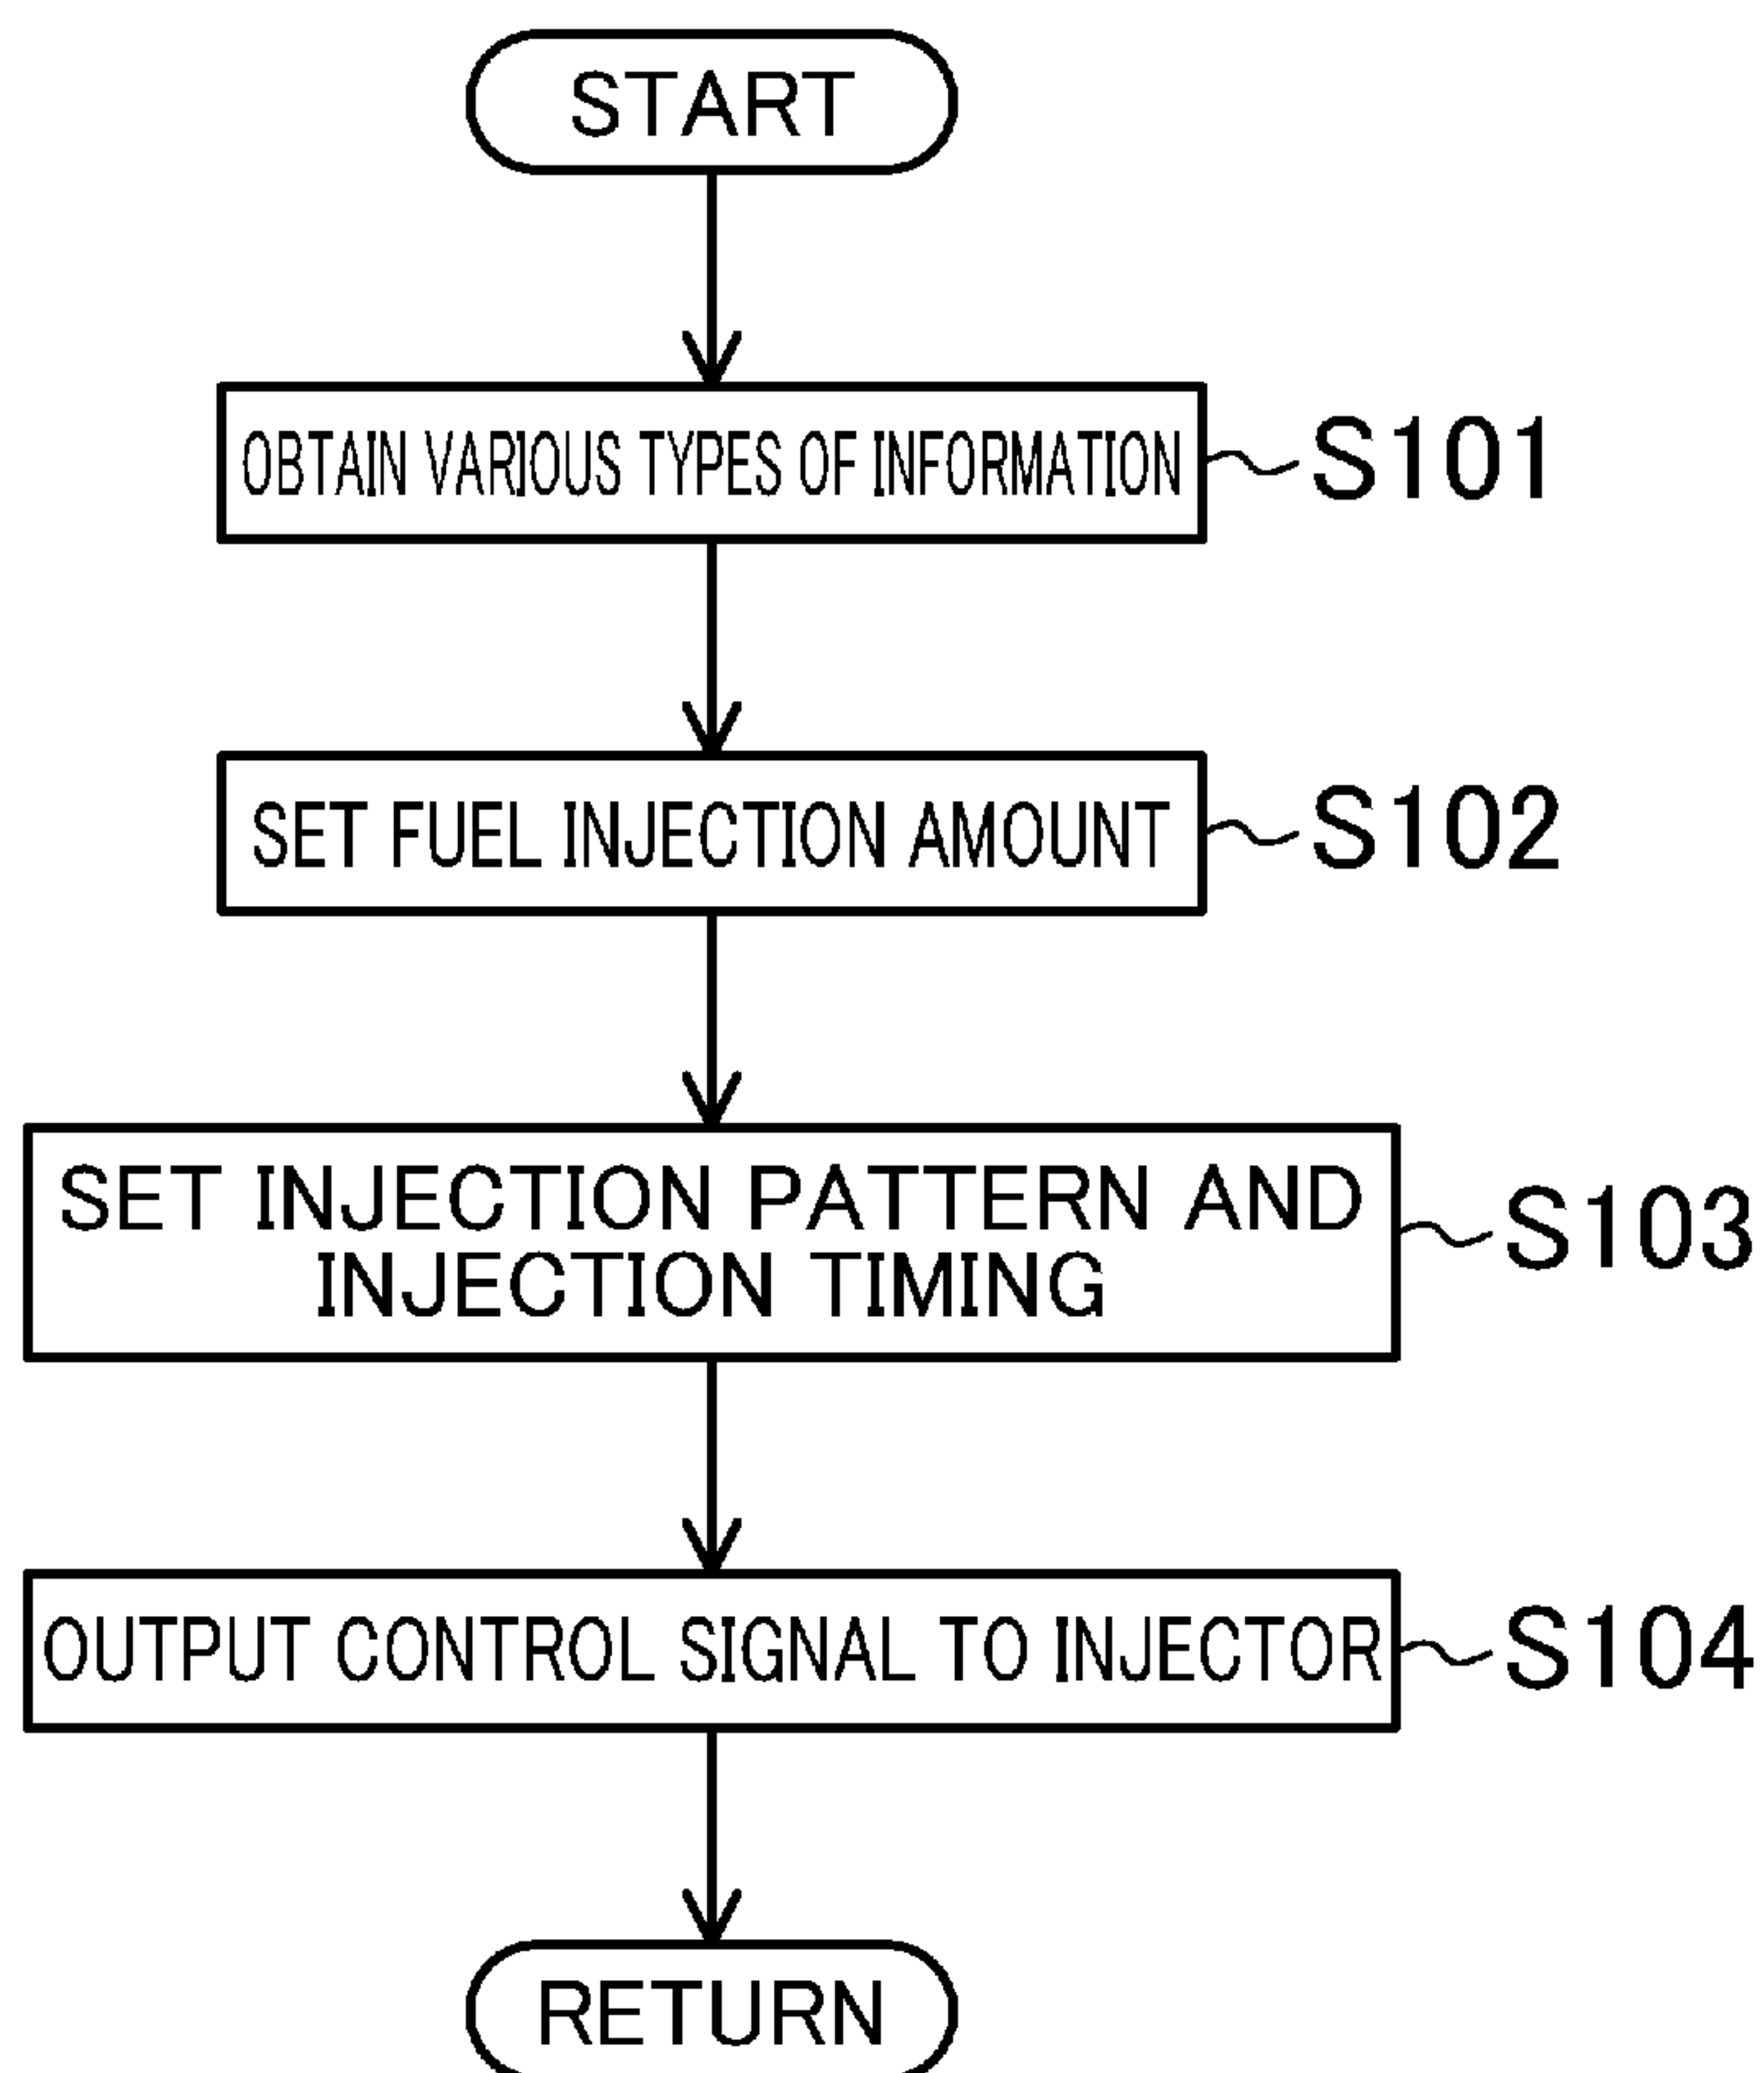 START
OBTAIN VARIOUS TYPES OF INFORMATION
S101
SET FUEL INJECTION AMOUNT
S102
SET INJECTION PATTERN AND
INJECTION TIMING
S103
OUTPUT CONTROL SIGNAL TO INJECTOR
S104
RETURN